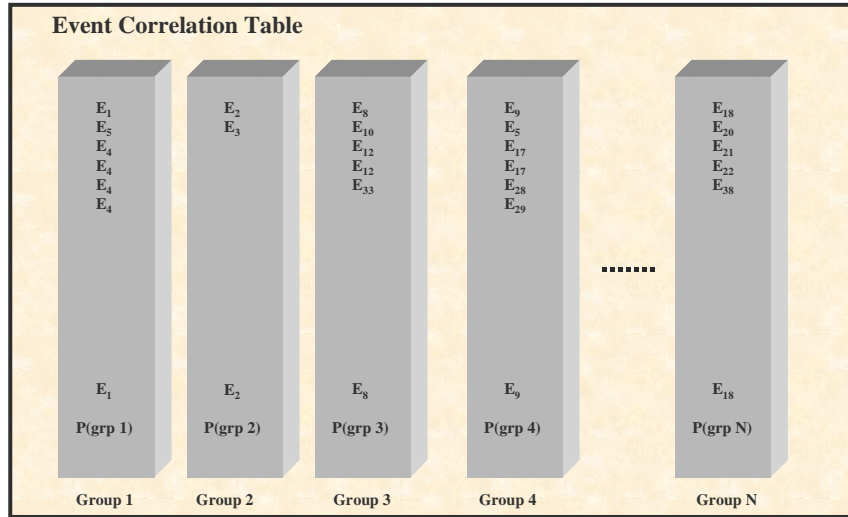 Event Correlation Table
E₁ E₂ E₈ E₉ E₁₈
E₅ E₃ E₁₀ E₅ E₂₀
E₄ E₁₂ E₁₇ E₂₁
E₄ E₁₂ E₁₇ E₂₂
E₄ E₃₃ E₂₈ E₃₈
E₄ E₂₉
.......
E₁ E₂ E₈ E₉ E₁₈
P(grp 1) P(grp 2) P(grp 3) P(grp 4) P(grp N)
Group 1 Group 2 Group 3 Group 4 Group N